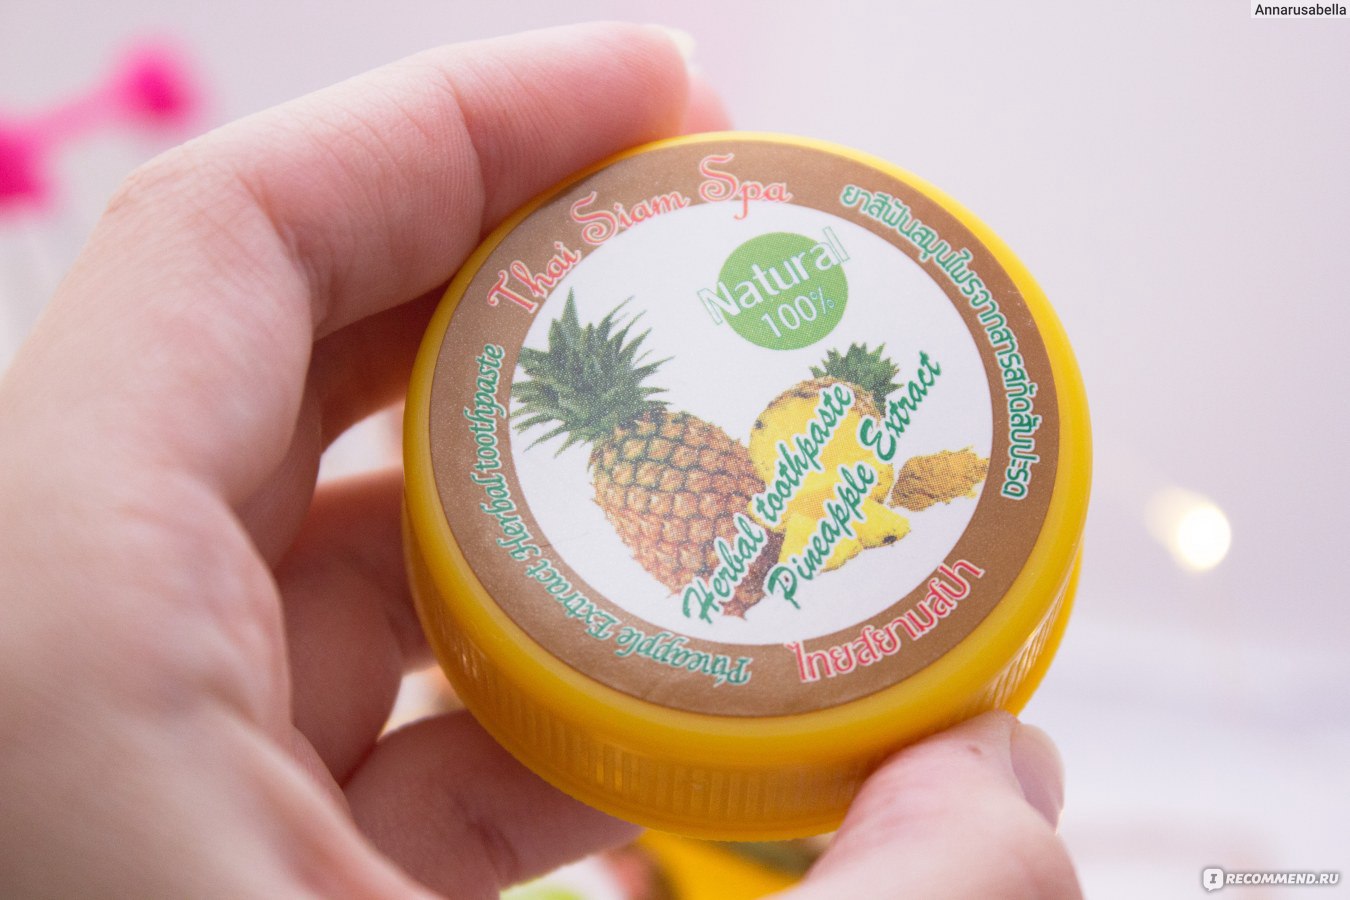 Annarusabella
Thai Siam Spa
ยาสีฟันสมุนไพรจากสารสกัดสับปะรด
Natural
100%
Herbal toothpaste
Pineapple Extract
Pineapple Extract Herbal toothpaste
ไทยสยามสปา
IRECOMMEND.RU